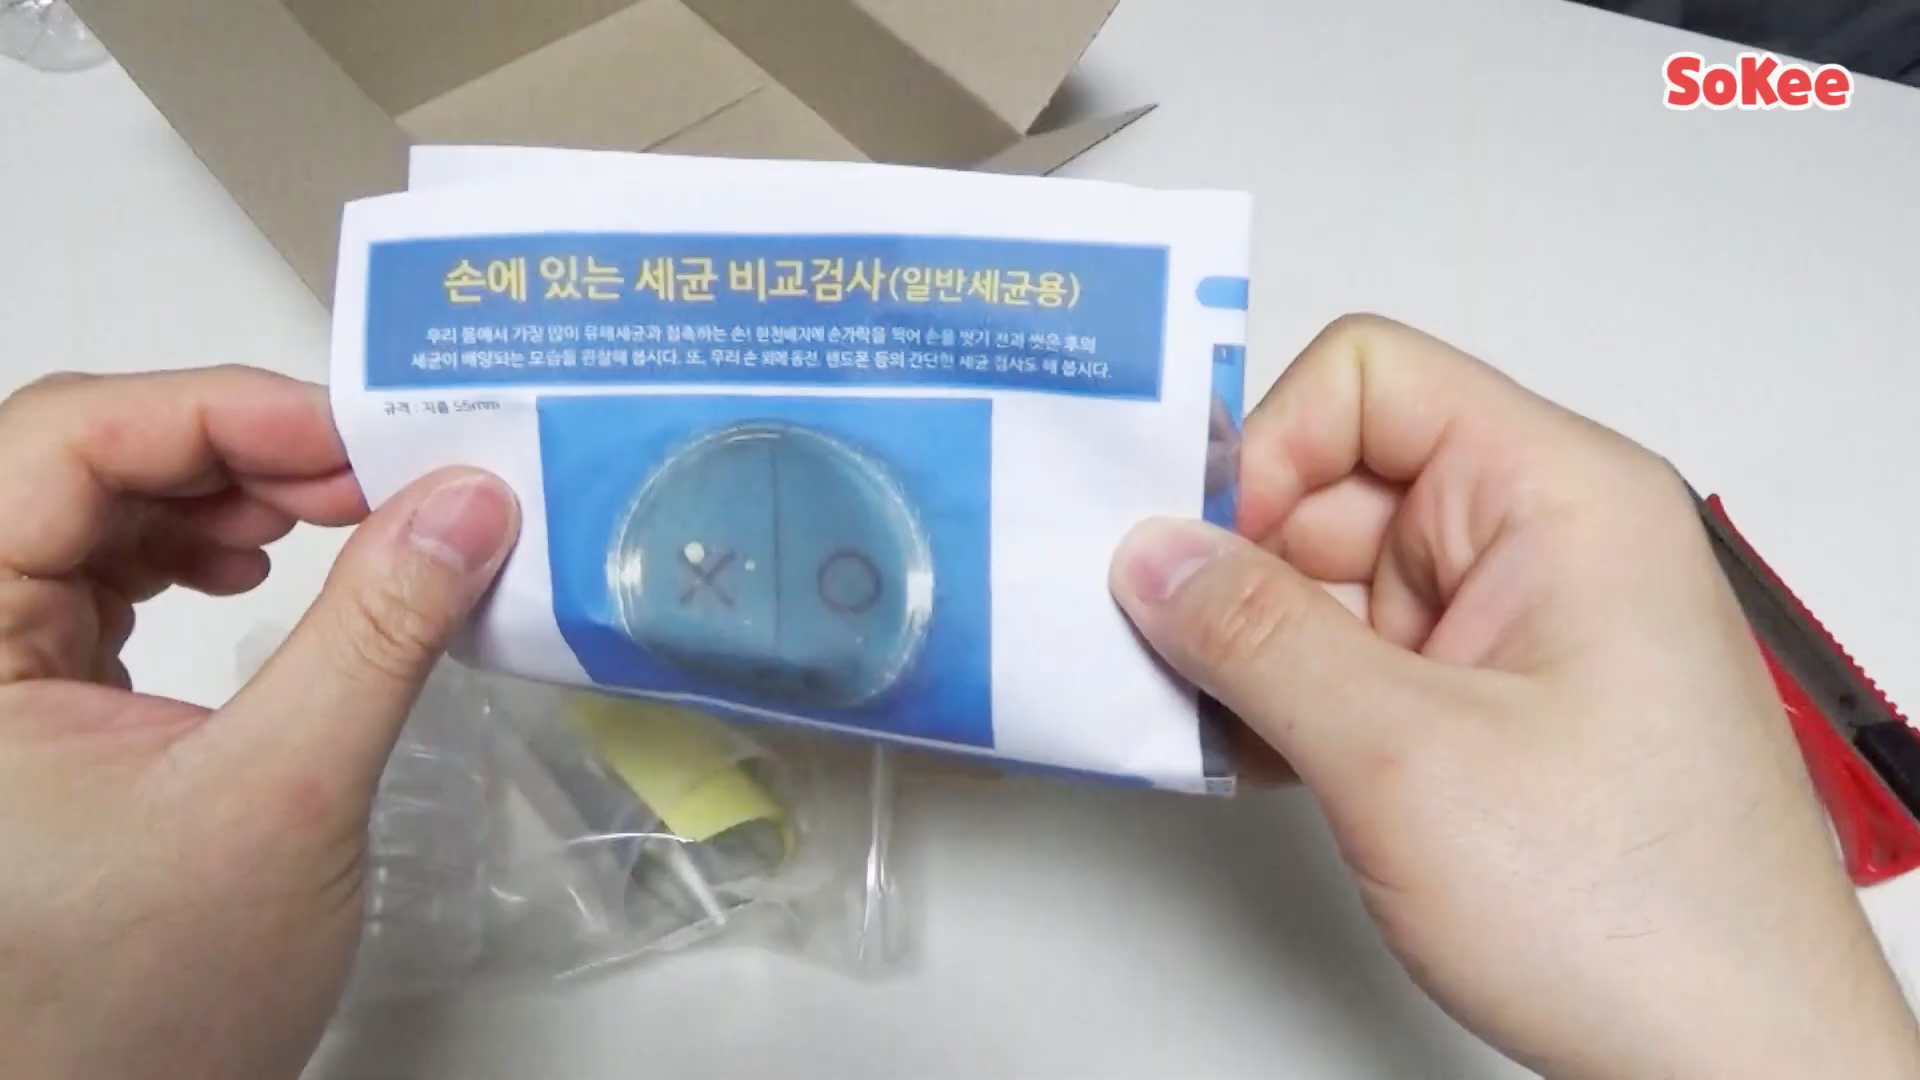 SoKee
손에 있는 세균 비교검사(일반세균용)
우리 몸에서 가장 많이 유해세균과 접촉하는 손! 한천배지에 손가락을 찍어 손을 씻기 전과 씻은 후의
세균이 배양되는 모습을 관찰해 봅시다. 또, 우리 손 외에 동전, 핸드폰 등의 간단한 세균 검사도 해 봅시다.
규격 : 지름 55mm
X O